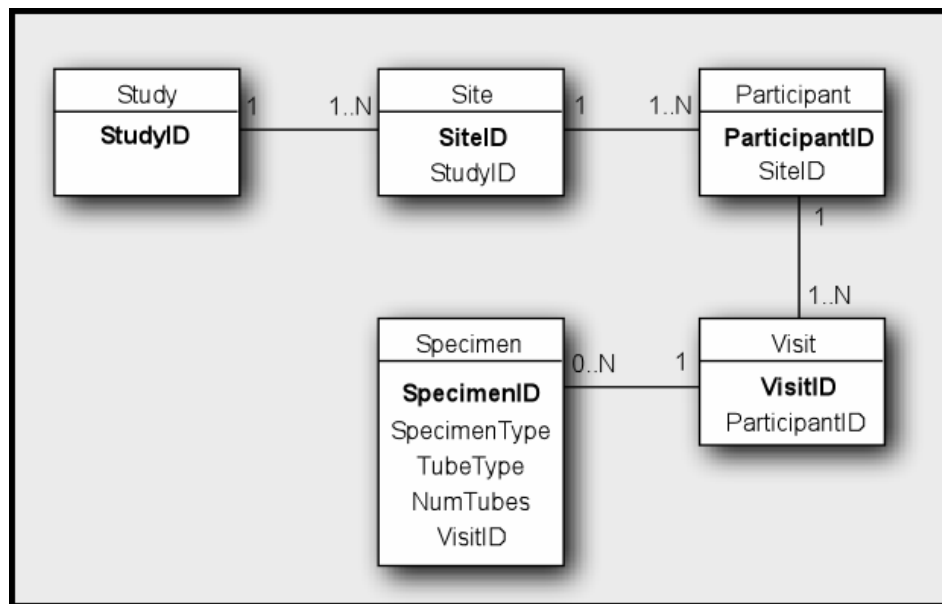 Study
StudyID
1
1..N
Site
SiteID
StudyID
1
1..N
Participant
ParticipantID
SiteID
1
1..N
Specimen
SpecimenID
SpecimenType
TubeType
NumTubes
VisitID
0..N
1
Visit
VisitID
ParticipantID